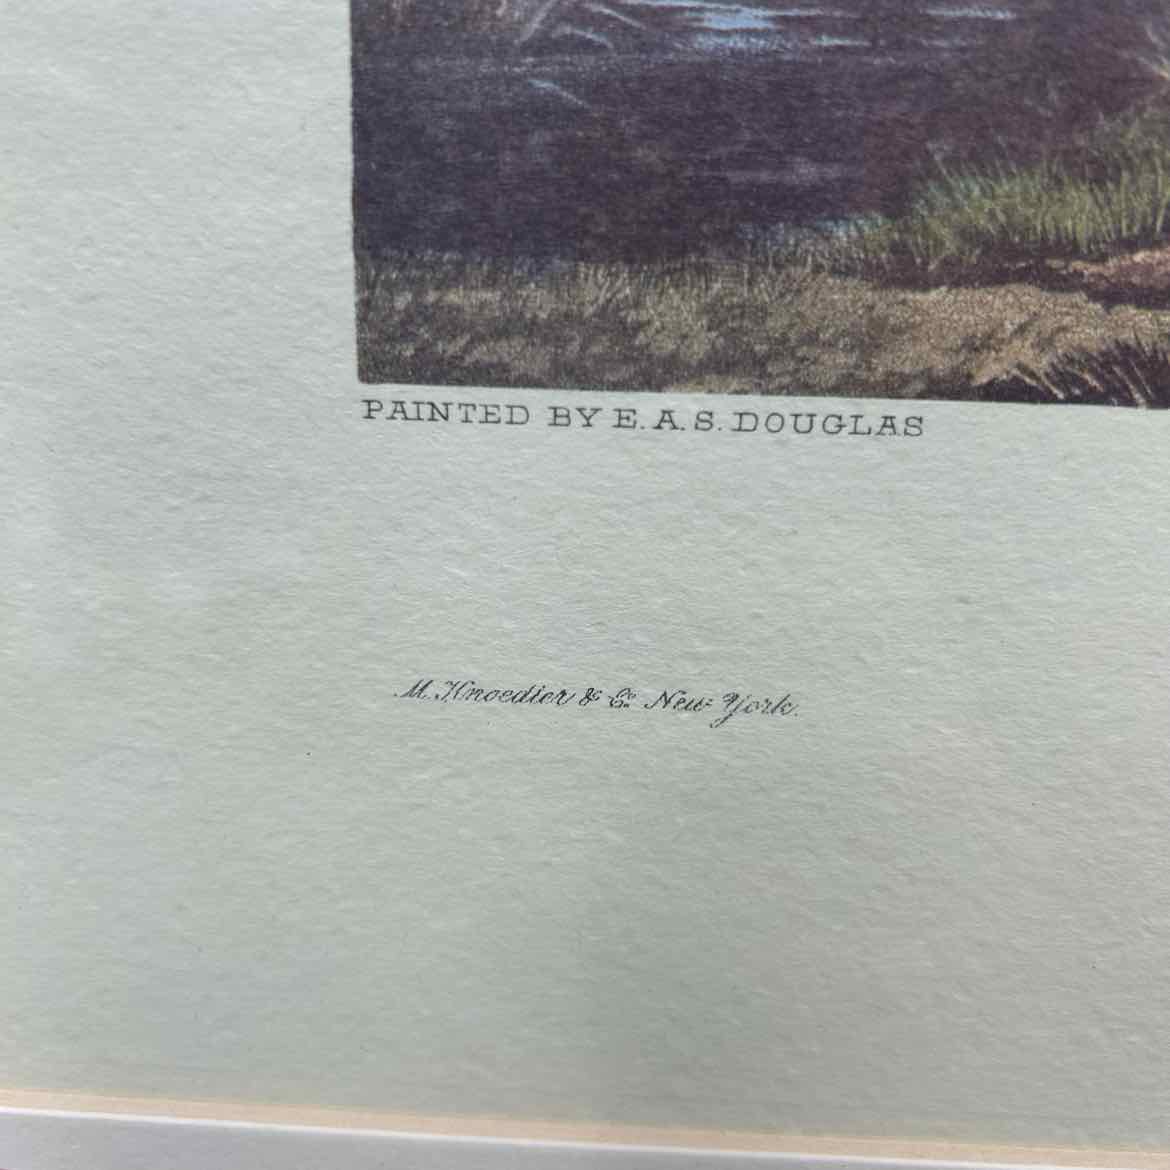 PAINTED BY E. A. S. DOUGLAS
M. Knoedler & Co. New York.